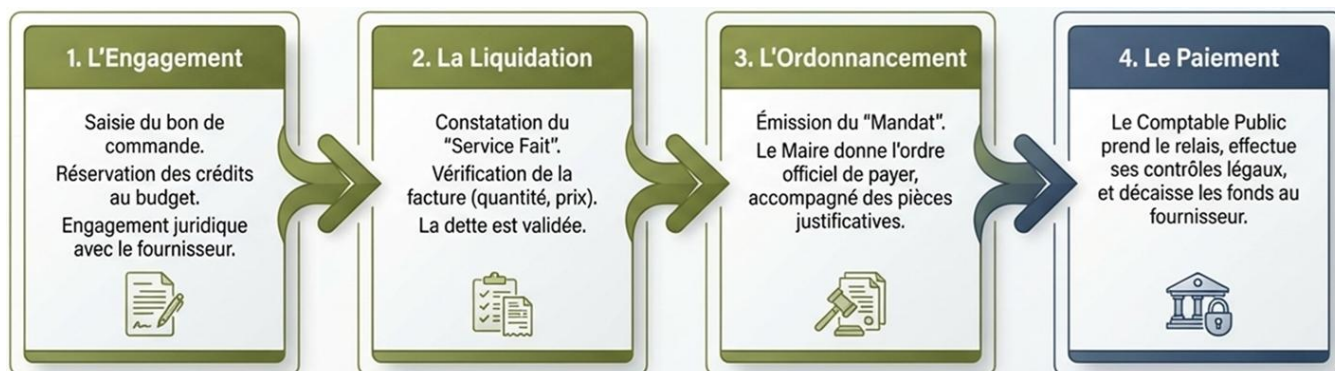 1. L'Engagement
Saisie du bon de
commande.
Réservation des crédits
au budget.
Engagement juridique
avec le fournisseur.
2. La Liquidation
Constatation du
"Service Fait".
Vérification de la
facture (quantité, prix).
La dette est validée.
3. L'Ordonnancement
Émission du "Mandat".
Le Maire donne l'ordre
officiel de payer,
accompagné des pièces
justificatives.
4. Le Paiement
Le Comptable Public
prend le relais, effectue
ses contrôles légaux,
et décaisse les fonds au
fournisseur.